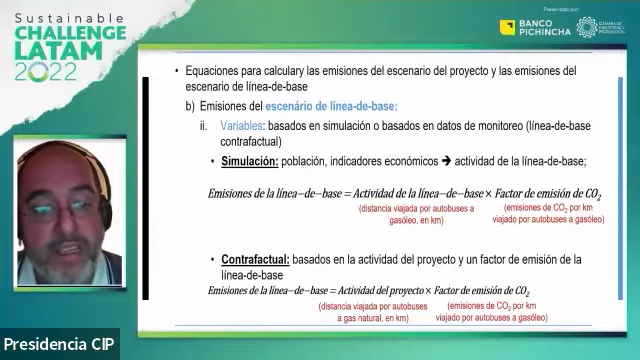 Sustainable
CHALLENGE
LATAM
2022
Presentado por:
BANCO
PICHINCHA
CÁMARA DE
INDUSTRIAS Y
PRODUCCIÓN
• Equaciones para calculary las emisiones del escenario del proyecto y las emisiones del
escenario de línea-de-base
b) Emisiones del escenário de línea-de-base:
ii. Variables: basados en simulación o basados en datos de monitoreo (línea-de-base
contrafactual)
• Simulación: población, indicadores económicos ➔ actividad de la línea-de-base;
Emisiones de la línea−de−base = Actividad de la línea−de−base × Factor de emisión de CO₂
(distancia viajada por autobuses a
gasóleo, en km)
(emisiones de CO₂ por km
viajado por autobuses a gasóleo)
• Contrafactual: basados en la actividad del proyecto y un factor de emisión de la
línea-de-base
Emisiones de la línea−de−base = Actividad del proyecto × Factor de emisión de CO₂
(distancia viajada por autobuses
a gas natural, en km)
(emisiones de CO₂ por km
viajado por autobuses a gasóleo)
Presidencia CIP